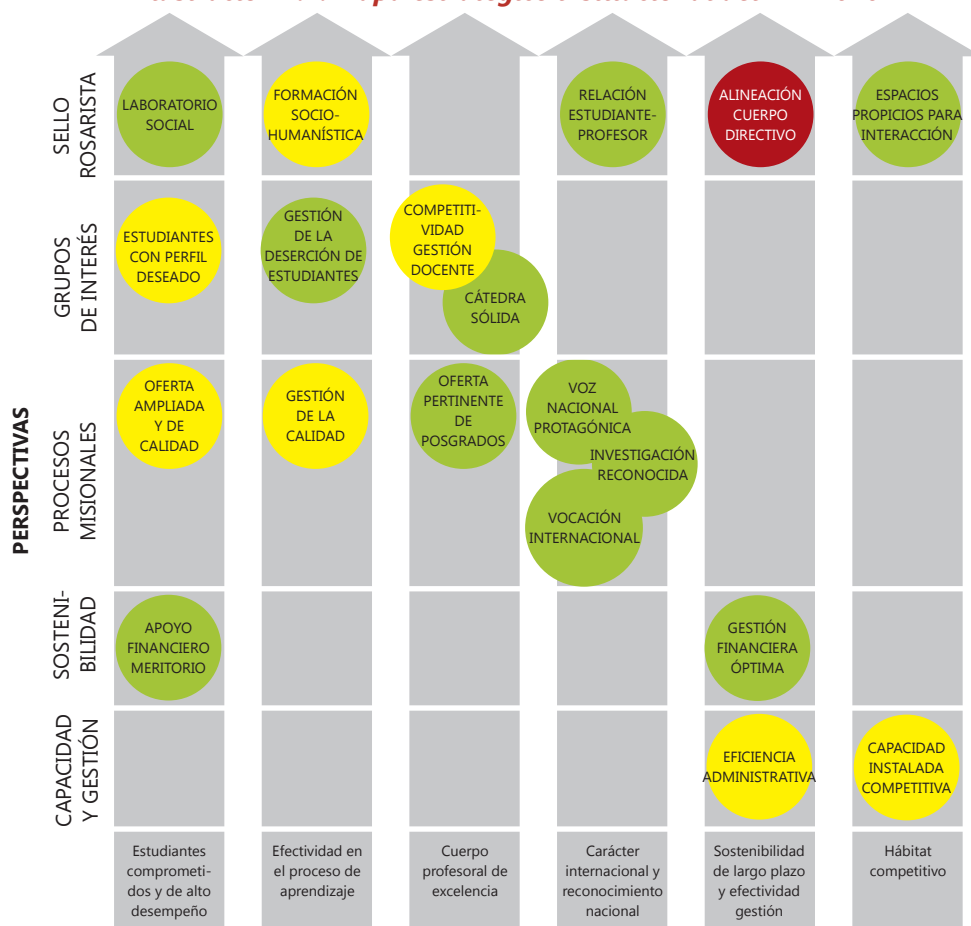 SELLO
ROSARISTA
LABORATORIO
SOCIAL
FORMACIÓN
SOCIO-
HUMANÍSTICA
RELACIÓN
ESTUDIANTE-
PROFESOR
ALINEACIÓN
CUERPO
DIRECTIVO
ESPACIOS
PROPICIOS PARA
INTERACCIÓN
GRUPOS
DE INTERÉS
ESTUDIANTES
CON PERFIL
DESEADO
GESTIÓN
DE LA
DESERCIÓN DE
ESTUDIANTES
COMPETITI-
VIDAD
GESTIÓN
DOCENTE
CÁTEDRA
SÓLIDA
PERSPECTIVAS
PROCESOS
MISIONALES
OFERTA
AMPLIADA
Y DE
CALIDAD
GESTIÓN
DE LA
CALIDAD
OFERTA
PERTINENTE
DE
POSGRADOS
VOZ
NACIONAL
PROTAGÓNICA
INVESTIGACIÓN
RECONOCIDA
VOCACIÓN
INTERNACIONAL
SOSTENI-
BILIDAD
APOYO
FINANCIERO
MERITORIO
GESTIÓN
FINANCIERA
ÓPTIMA
CAPACIDAD
Y GESTIÓN
EFICIENCIA
ADMINISTRATIVA
CAPACIDAD
INSTALADA
COMPETITIVA
Estudiantes
comprometi-
dos y de alto
desempeño
Efectividad en
el proceso de
aprendizaje
Cuerpo
profesoral de
excelencia
Carácter
internacional y
reconocimiento
nacional
Sostenibilidad
de largo plazo
y efectividad
gestión
Hábitat
competitivo